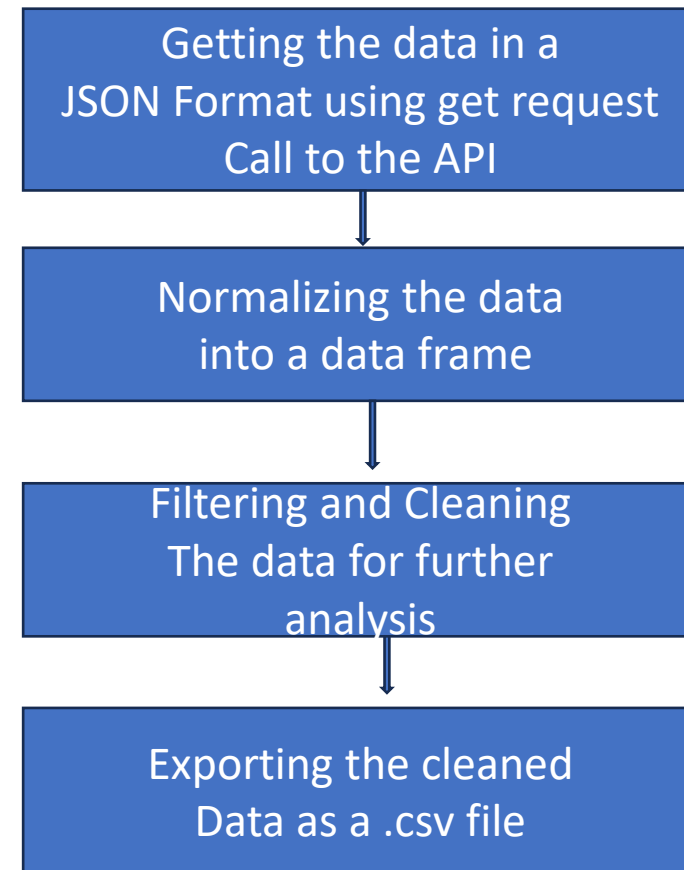 Getting the data in a
JSON Format using get request
Call to the API
Normalizing the data
into a data frame
Filtering and Cleaning
The data for further
analysis
Exporting the cleaned
Data as a .csv file